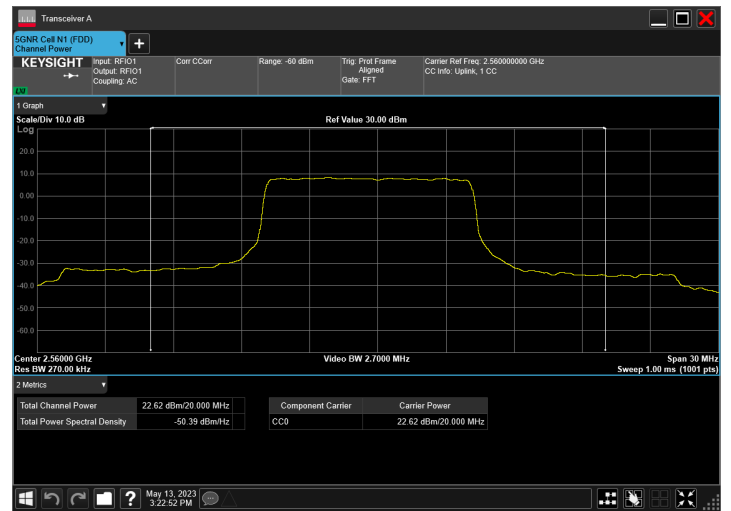 Transceiver A
5GNR Cell N1 (FDD)
Channel Power
KEYSIGHT
Input: RFIO1
Output: RFIO1
Coupling: AC
Corr CCorr
Range: -60 dBm
Trig: Prot Frame
Aligned
Gate: FFT
Carrier Ref Freq: 2.560000000 GHz
CC Info: Uplink, 1 CC
LXI
1 Graph
Scale/Div 10.0 dB
Ref Value 30.00 dBm
Log
20.0
10.0
0.00
-10.0
-20.0
-30.0
-40.0
-50.0
-60.0
Center 2.56000 GHz
Video BW 2.7000 MHz
Span 30 MHz
Res BW 270.00 kHz
Sweep 1.00 ms (1001 pts)
2 Metrics
Total Channel Power 22.62 dBm/20.000 MHz
Total Power Spectral Density -50.39 dBm/Hz
Component Carrier Carrier Power
CC0 22.62 dBm/20.000 MHz
?
May 13, 2023
3:22:52 PM